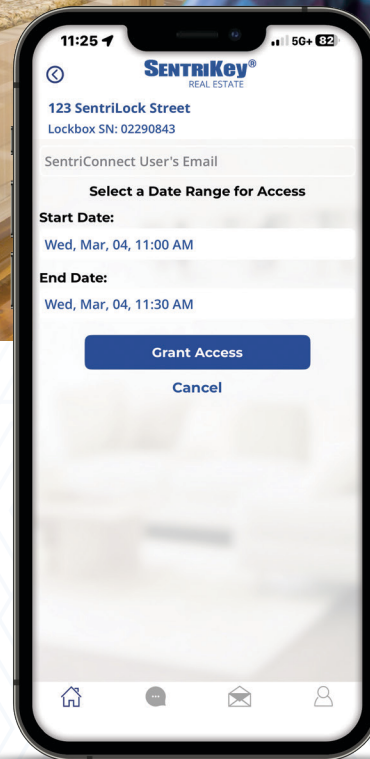 11:25
5G+ 82
SENTRIKEY®
REAL ESTATE
123 SentriLock Street
Lockbox SN: 02290843
SentriConnect User's Email
Select a Date Range for Access
Start Date:
Wed, Mar, 04, 11:00 AM
End Date:
Wed, Mar, 04, 11:30 AM
Grant Access
Cancel